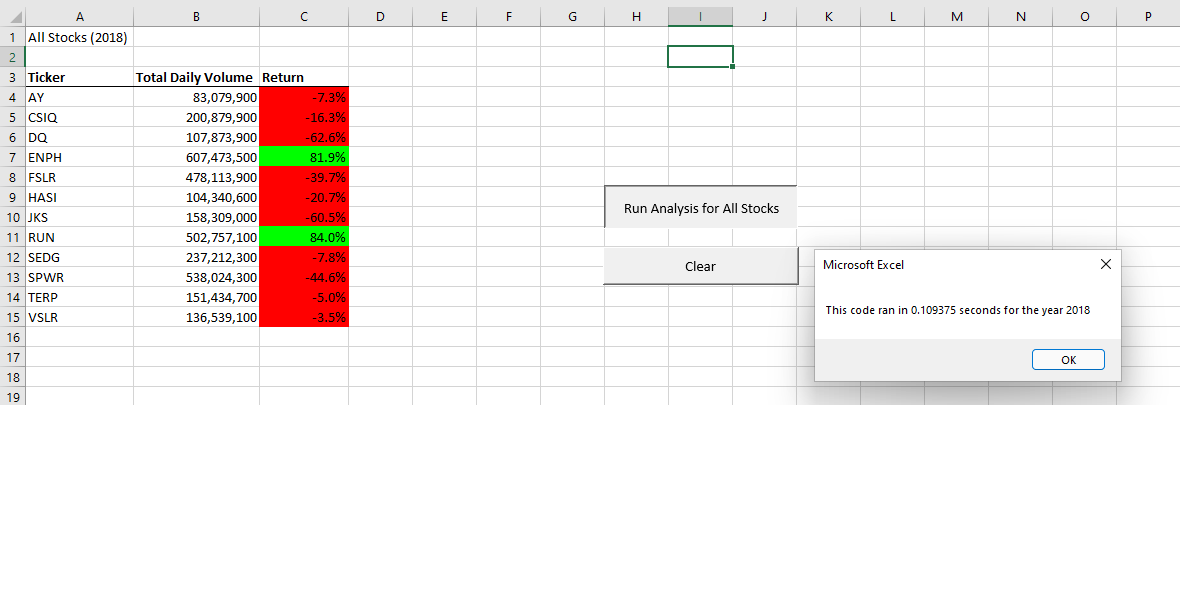 A B C D E F G H I J K L M N O P
1 All Stocks (2018)
2
3 Ticker Total Daily Volume Return
4 AY 83,079,900 -7.3%
5 CSIQ 200,879,900 -16.3%
6 DQ 107,873,900 -62.6%
7 ENPH 607,473,500 81.9%
8 FSLR 478,113,900 -39.7%
9 HASI 104,340,600 -20.7%
10 JKS 158,309,000 -60.5%
11 RUN 502,757,100 84.0%
12 SEDG 237,212,300 -7.8%
13 SPWR 538,024,300 -44.6%
14 TERP 151,434,700 -5.0%
15 VSLR 136,539,100 -3.5%
16
17
18
19
Run Analysis for All Stocks
Clear
Microsoft Excel
This code ran in 0.109375 seconds for the year 2018
OK